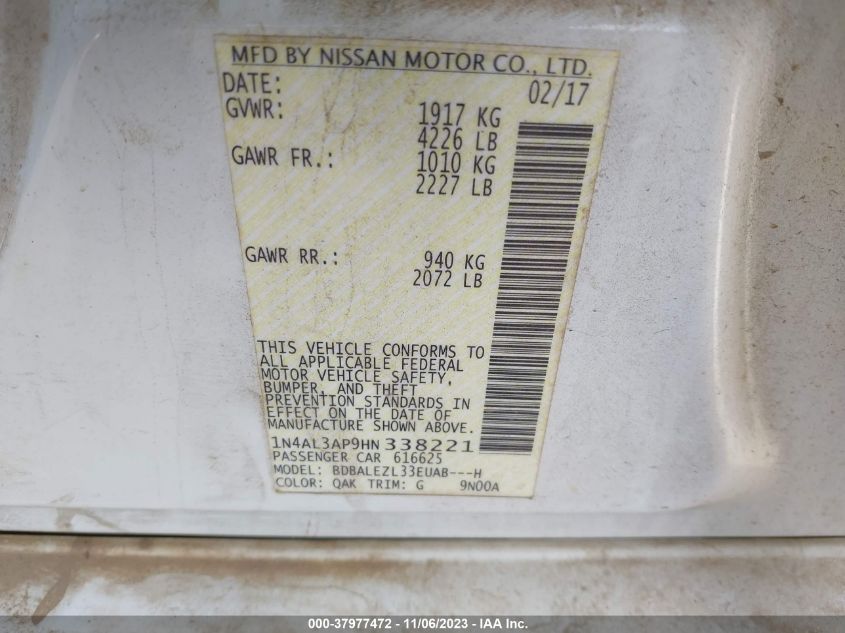 MFD BY NISSAN MOTOR CO., LTD.
DATE: 02/17
GVWR: 1917 KG
4226 LB
GAWR FR.: 1010 KG
2227 LB
GAWR RR.: 940 KG
2072 LB
THIS VEHICLE CONFORMS TO
ALL APPLICABLE FEDERAL
MOTOR VEHICLE SAFETY,
BUMPER, AND THEFT
PREVENTION STANDARDS IN
EFFECT ON THE DATE OF
MANUFACTURE SHOWN ABOVE.
1N4AL3AP9HN338221
PASSENGER CAR 616625
MODEL: BDBALEZL33EUAB---H
COLOR: QAK TRIM: G 9N00A
000-37977472 - 11/06/2023 - IAA Inc.